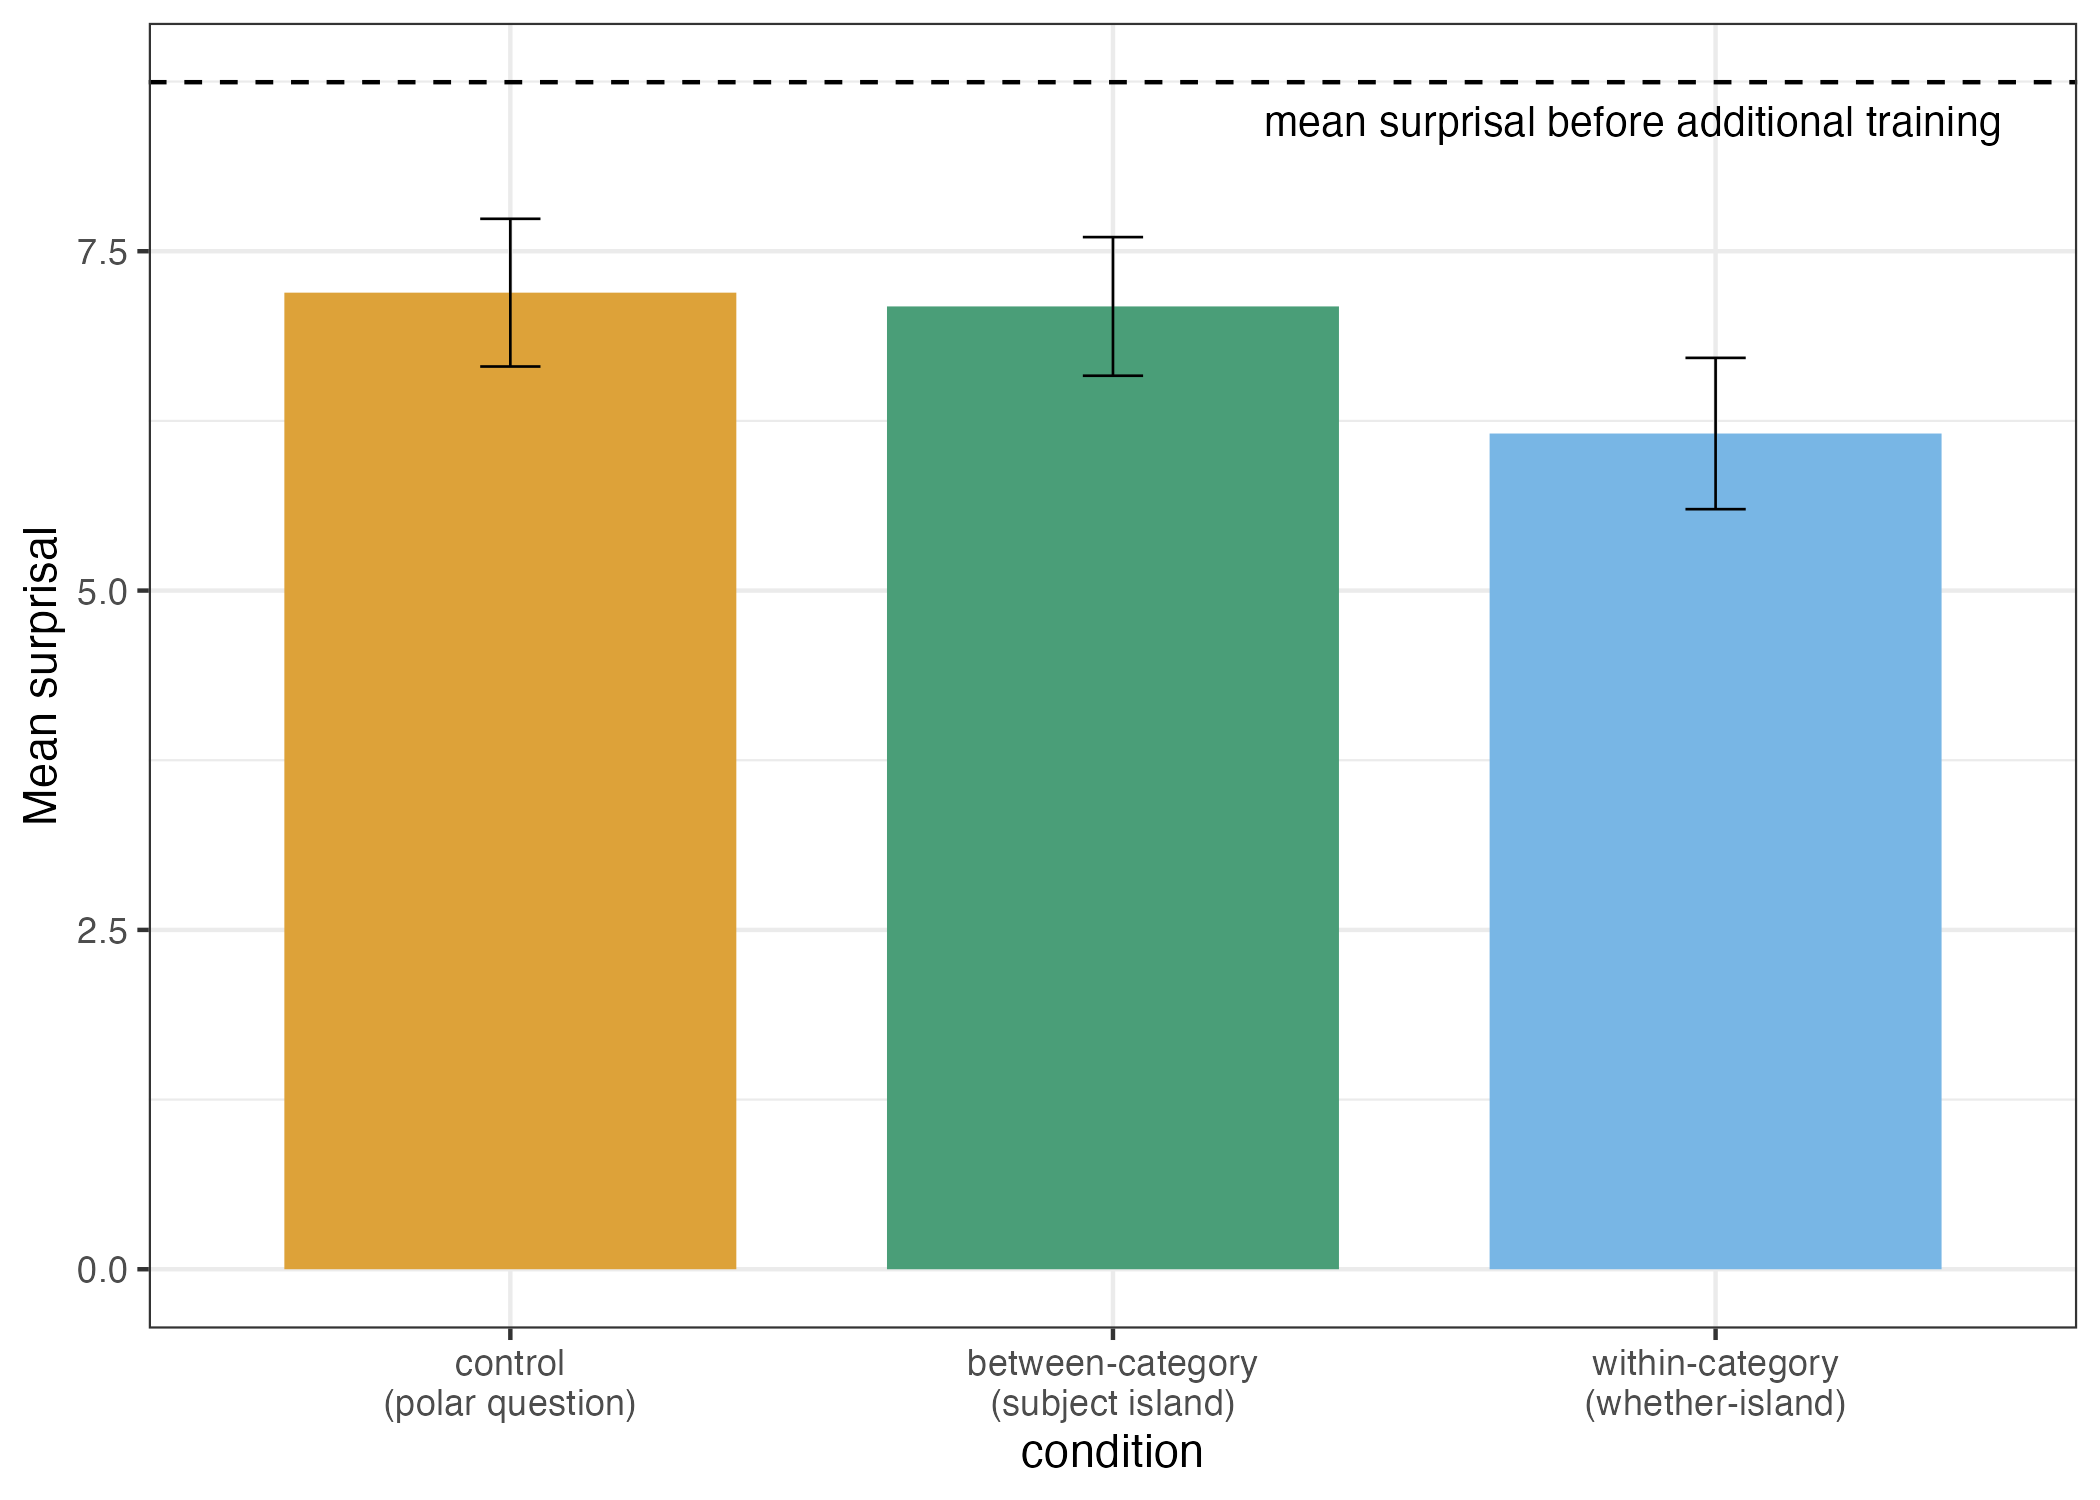 mean surprisal before additional training
7.5
5.0
2.5
0.0
Mean surprisal
control
(polar question)
between-category
(subject island)
within-category
(whether-island)
condition